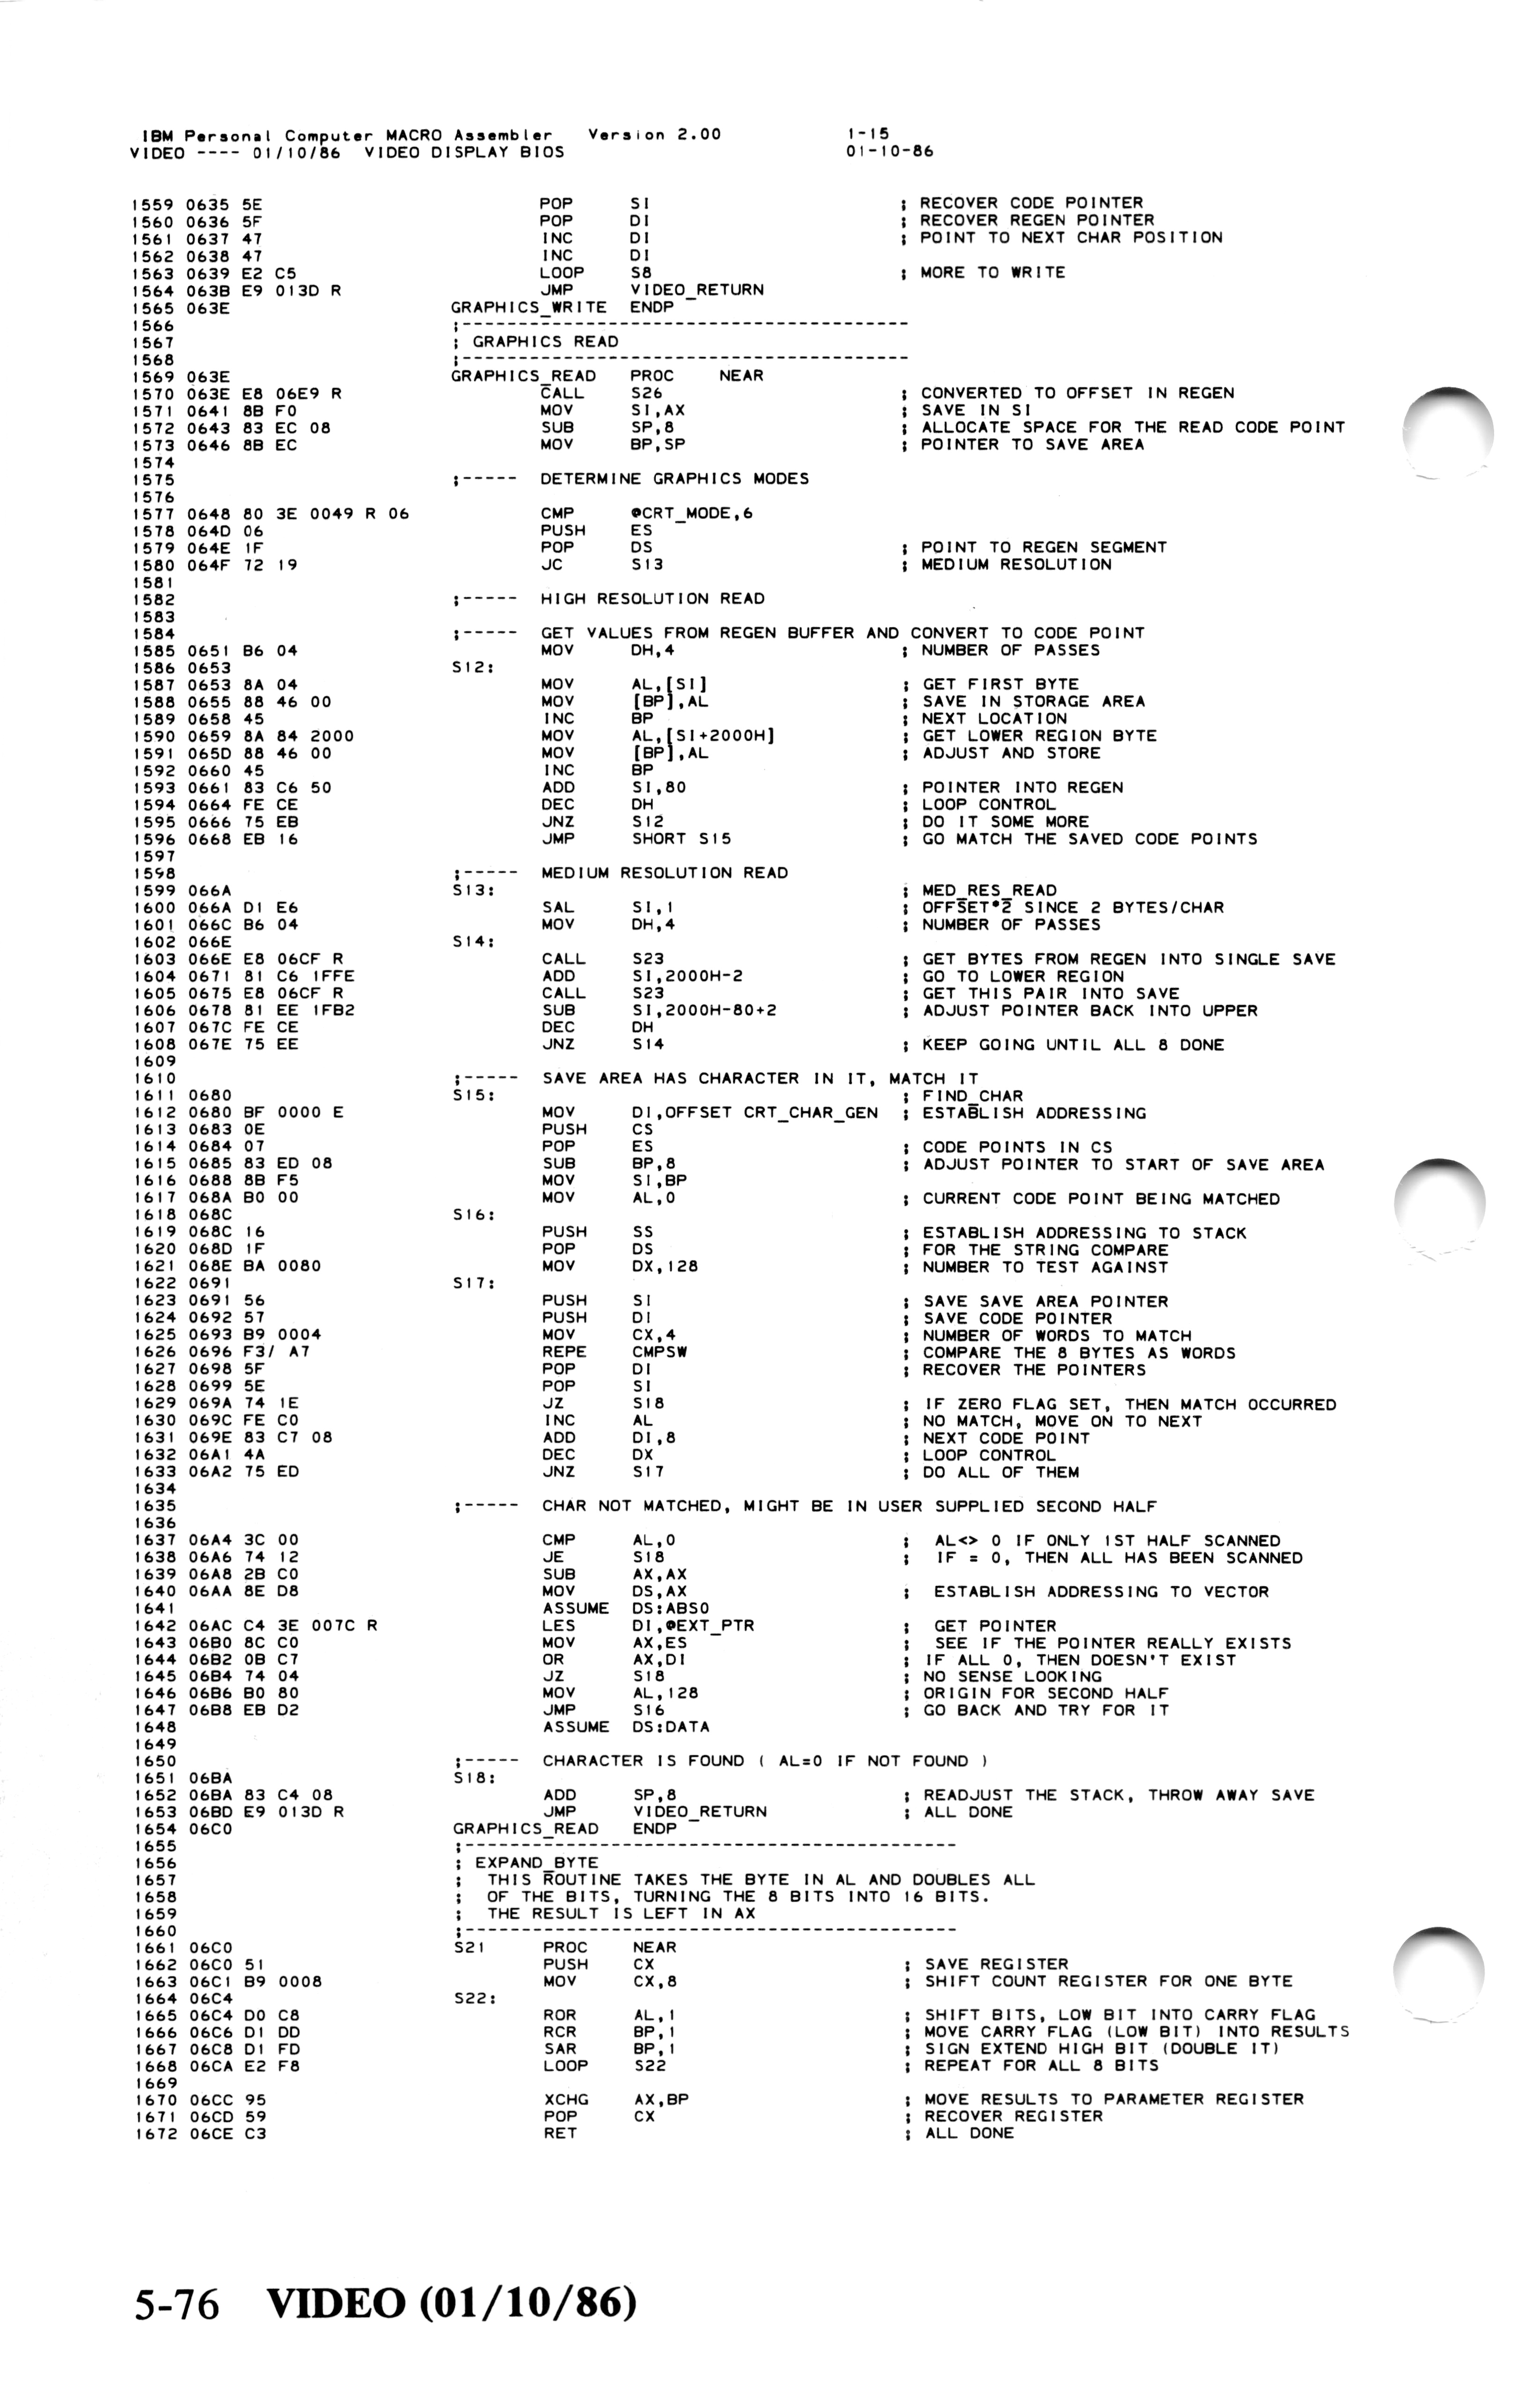 IBM Personal Computer MACRO Assembler   Version 2.00   1-15
VIDEO ---- 01/10/86  VIDEO DISPLAY BIOS   01-10-86
1559 0635 5E   POP SI   ; RECOVER CODE POINTER
1560 0636 5F   POP DI   ; RECOVER REGEN POINTER
1561 0637 47   INC DI   ; POINT TO NEXT CHAR POSITION
1562 0638 47   INC DI
1563 0639 E2 C5   LOOP S8   ; MORE TO WRITE
1564 063B E9 013D R   JMP VIDEO_RETURN
1565 063E   GRAPHICS_WRITE ENDP
1566   ;----------------------------------------
1567   ; GRAPHICS READ
1568   ;----------------------------------------
1569 063E   GRAPHICS_READ PROC NEAR
1570 063E E8 06E9 R   CALL S26   ; CONVERTED TO OFFSET IN REGEN
1571 0641 8B F0   MOV SI,AX   ; SAVE IN SI
1572 0643 83 EC 08   SUB SP,8   ; ALLOCATE SPACE FOR THE READ CODE POINT
1573 0646 8B EC   MOV BP,SP   ; POINTER TO SAVE AREA
1574
1575   ;----- DETERMINE GRAPHICS MODES
1576
1577 0648 80 3E 0049 R 06   CMP @CRT_MODE,6
1578 064D 06   PUSH ES
1579 064E 1F   POP DS   ; POINT TO REGEN SEGMENT
1580 064F 72 19   JC S13   ; MEDIUM RESOLUTION
1581
1582   ;----- HIGH RESOLUTION READ
1583
1584   ;----- GET VALUES FROM REGEN BUFFER AND CONVERT TO CODE POINT
1585 0651 B6 04   MOV DH,4   ; NUMBER OF PASSES
1586 0653   S12:
1587 0653 8A 04   MOV AL,[SI]   ; GET FIRST BYTE
1588 0655 88 46 00   MOV [BP],AL   ; SAVE IN STORAGE AREA
1589 0658 45   INC BP   ; NEXT LOCATION
1590 0659 8A 84 2000   MOV AL,[SI+2000H]   ; GET LOWER REGION BYTE
1591 065D 88 46 00   MOV [BP],AL   ; ADJUST AND STORE
1592 0660 45   INC BP
1593 0661 83 C6 50   ADD SI,80   ; POINTER INTO REGEN
1594 0664 FE CE   DEC DH   ; LOOP CONTROL
1595 0666 75 EB   JNZ S12   ; DO IT SOME MORE
1596 0668 EB 16   JMP SHORT S15   ; GO MATCH THE SAVED CODE POINTS
1597
1598   ;----- MEDIUM RESOLUTION READ
1599 066A   S13:   ; MED_RES_READ
1600 066A D1 E6   SAL SI,1   ; OFFSET*2 SINCE 2 BYTES/CHAR
1601 066C B6 04   MOV DH,4   ; NUMBER OF PASSES
1602 066E   S14:
1603 066E E8 06CF R   CALL S23   ; GET BYTES FROM REGEN INTO SINGLE SAVE
1604 0671 81 C6 1FFE   ADD SI,2000H-2   ; GO TO LOWER REGION
1605 0675 E8 06CF R   CALL S23   ; GET THIS PAIR INTO SAVE
1606 0678 81 EE 1FB2   SUB SI,2000H-80+2   ; ADJUST POINTER BACK INTO UPPER
1607 067C FE CE   DEC DH
1608 067E 75 EE   JNZ S14   ; KEEP GOING UNTIL ALL 8 DONE
1609
1610   ;----- SAVE AREA HAS CHARACTER IN IT, MATCH IT
1611 0680   S15:   ; FIND_CHAR
1612 0680 BF 0000 E   MOV DI,OFFSET CRT_CHAR_GEN   ; ESTABLISH ADDRESSING
1613 0683 0E   PUSH CS
1614 0684 07   POP ES   ; CODE POINTS IN CS
1615 0685 83 ED 08   SUB BP,8   ; ADJUST POINTER TO START OF SAVE AREA
1616 0688 8B F5   MOV SI,BP
1617 068A B0 00   MOV AL,0   ; CURRENT CODE POINT BEING MATCHED
1618 068C   S16:
1619 068C 16   PUSH SS   ; ESTABLISH ADDRESSING TO STACK
1620 068D 1F   POP DS   ; FOR THE STRING COMPARE
1621 068E BA 0080   MOV DX,128   ; NUMBER TO TEST AGAINST
1622 0691   S17:
1623 0691 56   PUSH SI   ; SAVE SAVE AREA POINTER
1624 0692 57   PUSH DI   ; SAVE CODE POINTER
1625 0693 B9 0004   MOV CX,4   ; NUMBER OF WORDS TO MATCH
1626 0696 F3/ A7   REPE CMPSW   ; COMPARE THE 8 BYTES AS WORDS
1627 0698 5F   POP DI   ; RECOVER THE POINTERS
1628 0699 5E   POP SI
1629 069A 74 1E   JZ S18   ; IF ZERO FLAG SET, THEN MATCH OCCURRED
1630 069C FE C0   INC AL   ; NO MATCH, MOVE ON TO NEXT
1631 069E 83 C7 08   ADD DI,8   ; NEXT CODE POINT
1632 06A1 4A   DEC DX   ; LOOP CONTROL
1633 06A2 75 ED   JNZ S17   ; DO ALL OF THEM
1634
1635   ;----- CHAR NOT MATCHED, MIGHT BE IN USER SUPPLIED SECOND HALF
1636
1637 06A4 3C 00   CMP AL,0   ; AL<> 0 IF ONLY 1ST HALF SCANNED
1638 06A6 74 12   JE S18   ; IF = 0, THEN ALL HAS BEEN SCANNED
1639 06A8 2B C0   SUB AX,AX
1640 06AA 8E D8   MOV DS,AX   ; ESTABLISH ADDRESSING TO VECTOR
1641   ASSUME DS:ABS0
1642 06AC C4 3E 007C R   LES DI,@EXT_PTR   ; GET POINTER
1643 06B0 8C C0   MOV AX,ES   ; SEE IF THE POINTER REALLY EXISTS
1644 06B2 0B C7   OR AX,DI   ; IF ALL 0, THEN DOESN'T EXIST
1645 06B4 74 04   JZ S18   ; NO SENSE LOOKING
1646 06B6 B0 80   MOV AL,128   ; ORIGIN FOR SECOND HALF
1647 06B8 EB D2   JMP S16   ; GO BACK AND TRY FOR IT
1648   ASSUME DS:DATA
1649
1650   ;----- CHARACTER IS FOUND ( AL=0 IF NOT FOUND )
1651 06BA   S18:
1652 06BA 83 C4 08   ADD SP,8   ; READJUST THE STACK, THROW AWAY SAVE
1653 06BD E9 013D R   JMP VIDEO_RETURN   ; ALL DONE
1654 06C0   GRAPHICS_READ ENDP
1655   ;--------------------------------------------
1656   ; EXPAND_BYTE
1657   ; THIS ROUTINE TAKES THE BYTE IN AL AND DOUBLES ALL
1658   ; OF THE BITS, TURNING THE 8 BITS INTO 16 BITS.
1659   ; THE RESULT IS LEFT IN AX
1660   ;--------------------------------------------
1661 06C0   S21 PROC NEAR
1662 06C0 51   PUSH CX   ; SAVE REGISTER
1663 06C1 B9 0008   MOV CX,8   ; SHIFT COUNT REGISTER FOR ONE BYTE
1664 06C4   S22:
1665 06C4 D0 C8   ROR AL,1   ; SHIFT BITS, LOW BIT INTO CARRY FLAG
1666 06C6 D1 DD   RCR BP,1   ; MOVE CARRY FLAG (LOW BIT) INTO RESULTS
1667 06C8 D1 FD   SAR BP,1   ; SIGN EXTEND HIGH BIT (DOUBLE IT)
1668 06CA E2 F8   LOOP S22   ; REPEAT FOR ALL 8 BITS
1669
1670 06CC 95   XCHG AX,BP   ; MOVE RESULTS TO PARAMETER REGISTER
1671 06CD 59   POP CX   ; RECOVER REGISTER
1672 06CE C3   RET   ; ALL DONE
5-76 VIDEO (01/10/86)